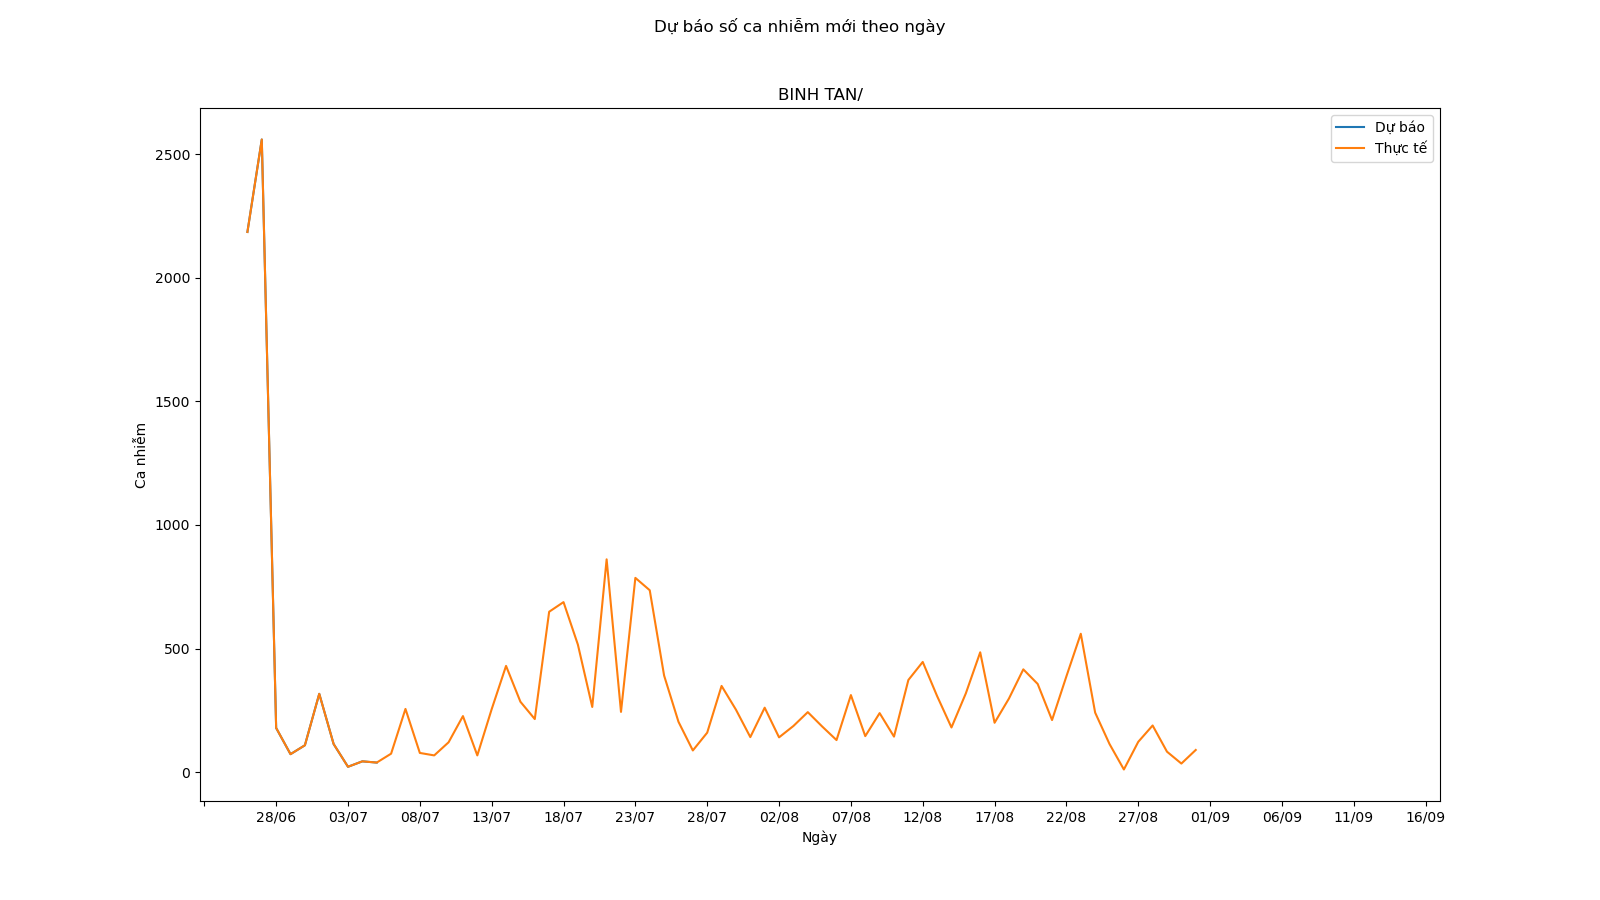 Dự báo số ca nhiễm mới theo ngày
BINH TAN/
Dự báo
Thực tế
2500
2000
1500
1000
500
0
Ca nhiễm
28/06 03/07 08/07 13/07 18/07 23/07 28/07 02/08 07/08 12/08 17/08 22/08 27/08 01/09 06/09 11/09 16/09
Ngày